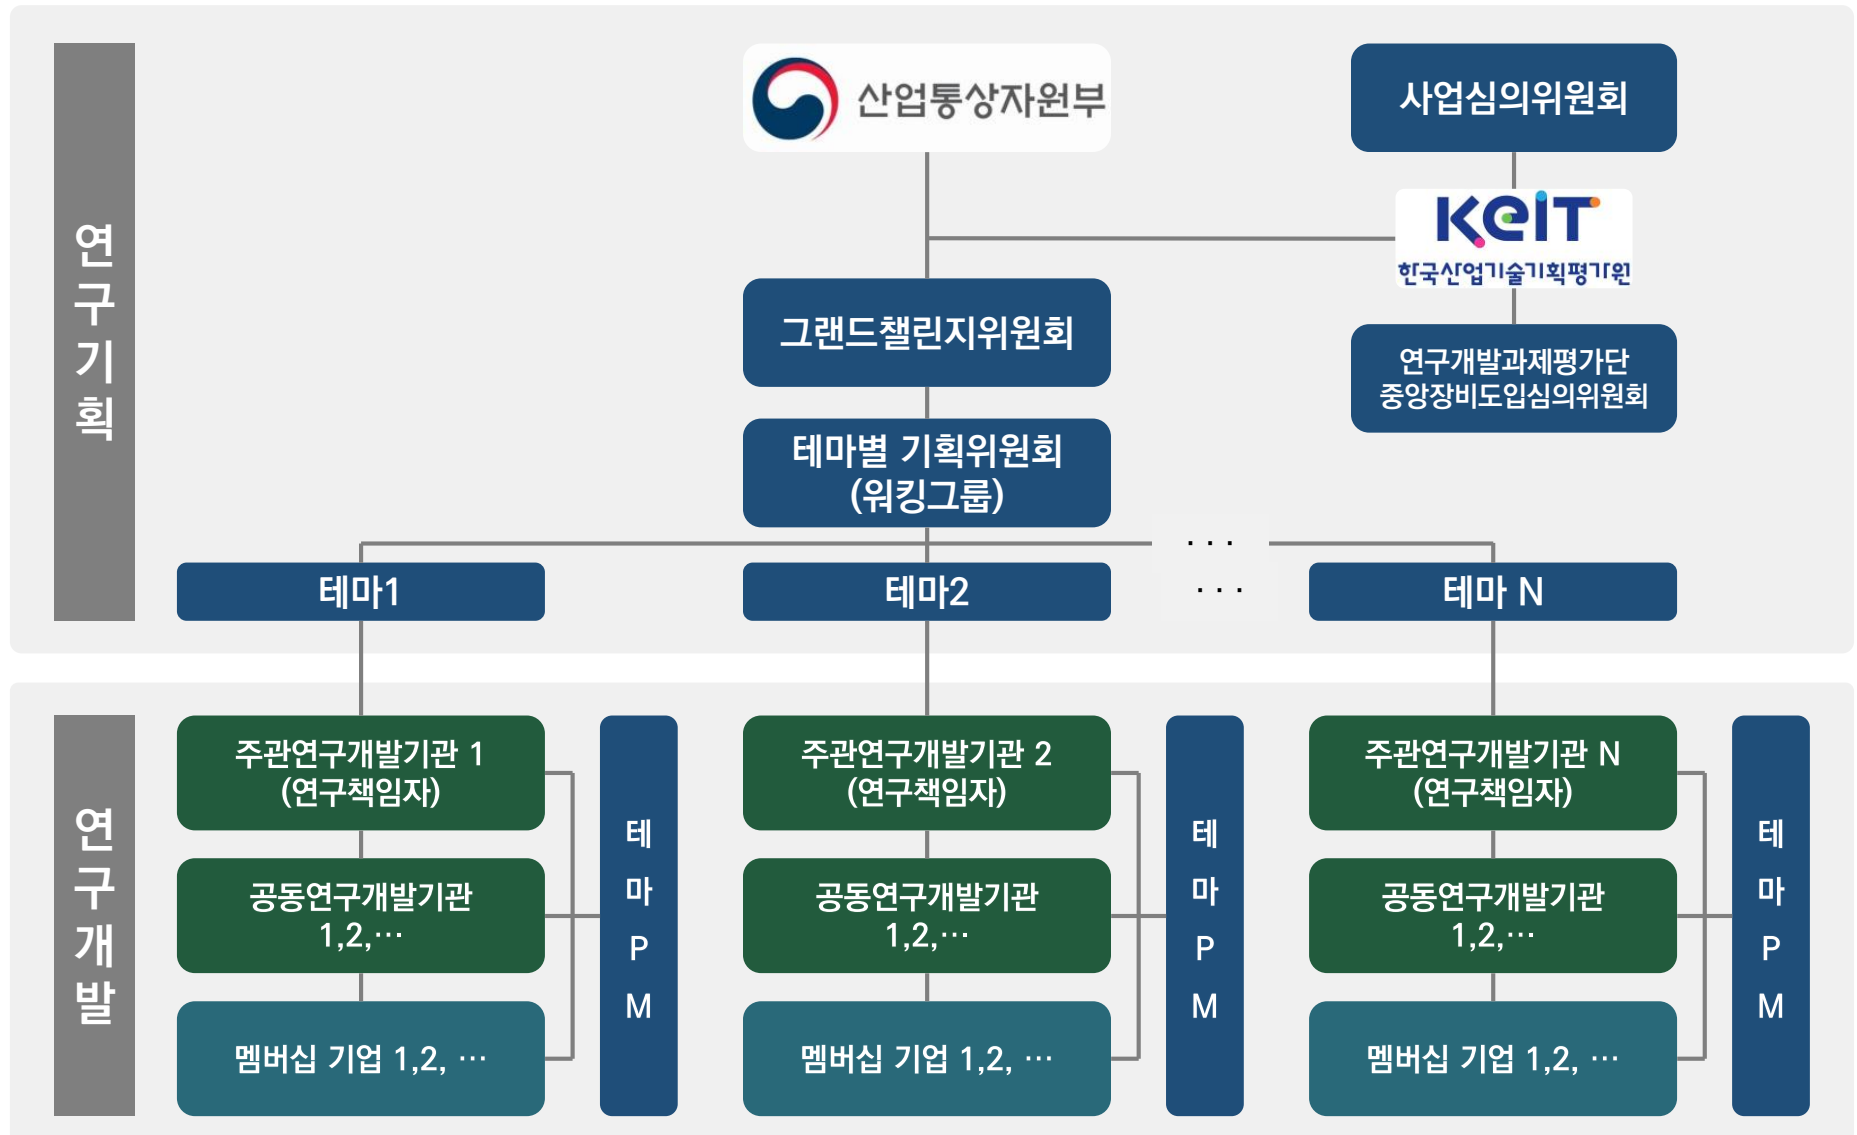 연구기획
산업통상자원부
사업심의위원회
KEIT
한국산업기술기획평가원
그랜드챌린지위원회
연구개발과제평가단
중앙장비도입심의위원회
테마별 기획위원회
(워킹그룹)
···
테마1
테마2
···
테마 N
연구개발
주관연구개발기관 1
(연구책임자)
공동연구개발기관
1,2,···
멤버십 기업 1,2, ···
테마PM
주관연구개발기관 2
(연구책임자)
공동연구개발기관
1,2,···
멤버십 기업 1,2, ···
테마PM
주관연구개발기관 N
(연구책임자)
공동연구개발기관
1,2,···
멤버십 기업 1,2, ···
테마PM